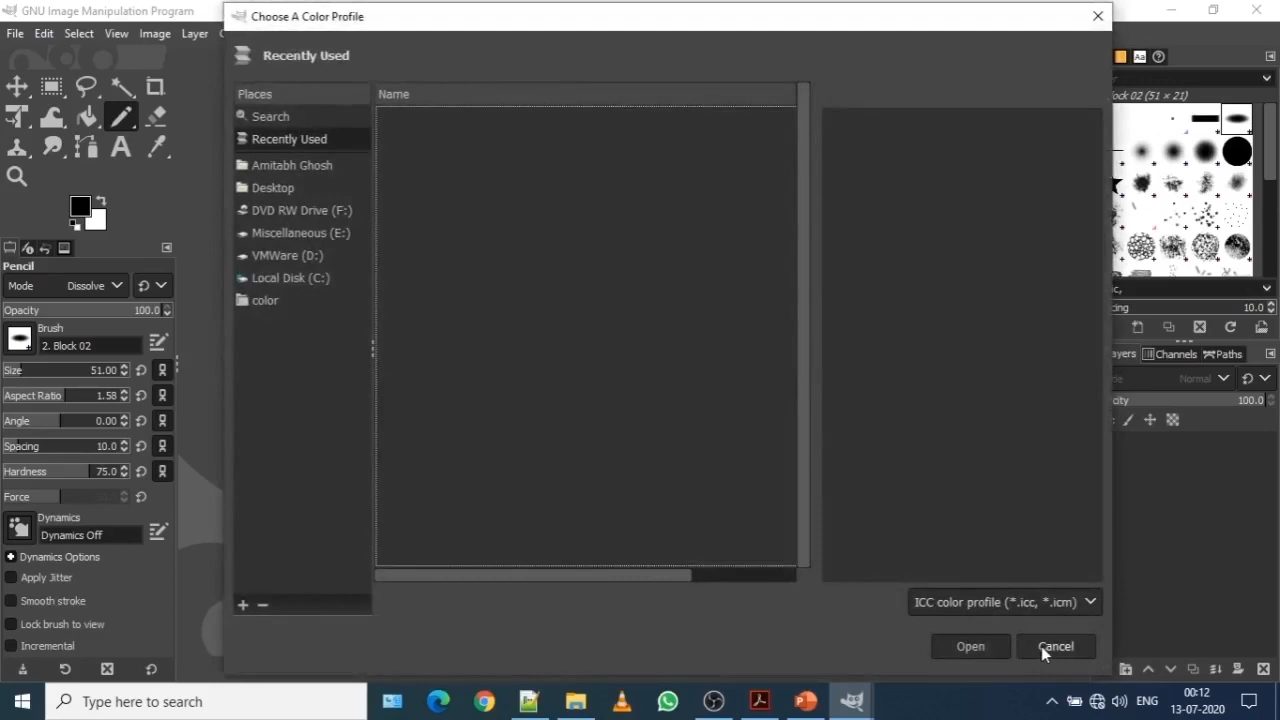 GNU Image Manipulation Program
File Edit Select View Image Layer
Choose A Color Profile
Recently Used
Places
Search
Recently Used
Amitabh Ghosh
Desktop
DVD RW Drive (F:)
Miscellaneous (E:)
VMWare (D:)
Local Disk (C:)
color
Name
ICC color profile (*.icc, *.icm)
Open
Cancel
Pencil
Mode Dissolve
Opacity 100.0
Brush
2. Block 02
Size 51.00
Aspect Ratio 1.58
Angle 0.00
Spacing 10.0
Hardness 75.0
Force
Dynamics
Dynamics Off
Dynamics Options
Apply Jitter
Smooth stroke
Lock brush to view
Incremental
Aa
ock 02 (51 × 21)
cing 10.0
ayers Channels Paths
Normal
city 100.0
Type here to search
ENG
00:12
13-07-2020